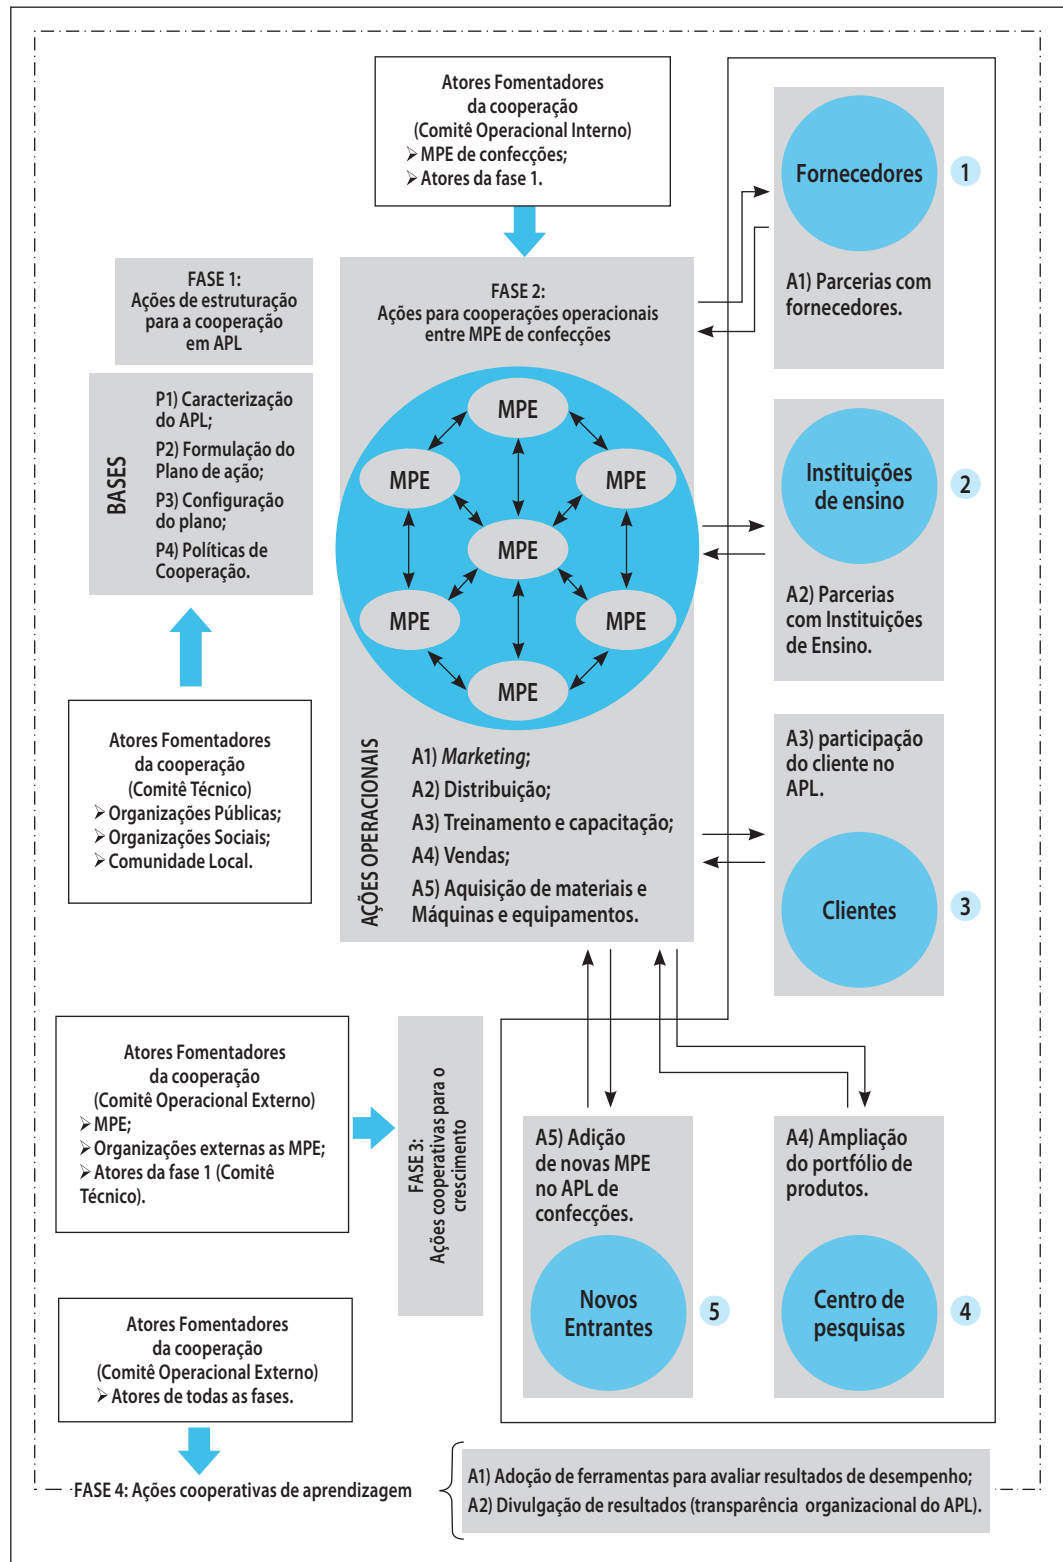 Atores Fomentadores
da cooperação
(Comitê Operacional Interno)
➢ MPE de confecções;
➢ Atores da fase 1.
Fornecedores
1
A1) Parcerias com
fornecedores.
FASE 1:
Ações de estruturação
para a cooperação
em APL
BASES
P1) Caracterização
do APL;
P2) Formulação do
Plano de ação;
P3) Configuração
do plano;
P4) Políticas de
Cooperação.
FASE 2:
Ações para cooperações operacionais
entre MPE de confecções
MPE
MPE
MPE
MPE
MPE
MPE
MPE
Instituições
de ensino
2
A2) Parcerias
com Instituições
de Ensino.
Atores Fomentadores
da cooperação
(Comitê Técnico)
➢ Organizações Públicas;
➢ Organizações Sociais;
➢ Comunidade Local.
AÇÕES OPERACIONAIS
A1) Marketing;
A2) Distribuição;
A3) Treinamento e capacitação;
A4) Vendas;
A5) Aquisição de materiais e
Máquinas e equipamentos.
A3) participação
do cliente no
APL.
Clientes
3
Atores Fomentadores
da cooperação
(Comitê Operacional Externo)
➢ MPE;
➢ Organizações externas as MPE;
➢ Atores da fase 1 (Comitê
Técnico).
FASE 3:
Ações cooperativas para o
crescimento
A5) Adição
de novas MPE
no APL de
confecções.
Novos
Entrantes
5
A4) Ampliação
do portfólio de
produtos.
Centro de
pesquisas
4
Atores Fomentadores
da cooperação
(Comitê Operacional Externo)
➢ Atores de todas as fases.
FASE 4: Ações cooperativas de aprendizagem
A1) Adoção de ferramentas para avaliar resultados de desempenho;
A2) Divulgação de resultados (transparência organizacional do APL).